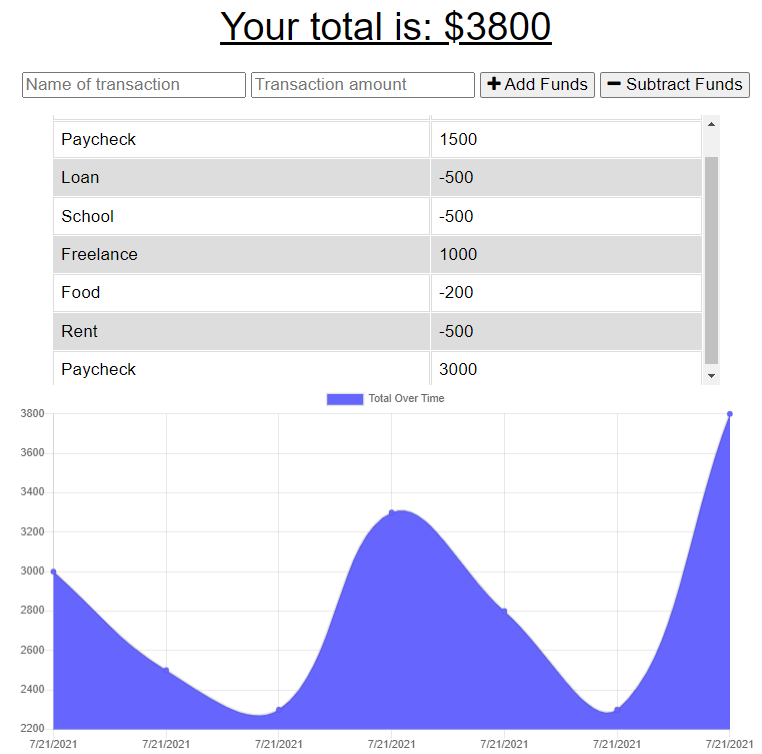 Your total is: $3800
Name of transaction Transaction amount + Add Funds − Subtract Funds
Paycheck 1500
Loan -500
School -500
Freelance 1000
Food -200
Rent -500
Paycheck 3000
Total Over Time
3800
3600
3400
3200
3000
2800
2600
2400
2200
7/21/2021 7/21/2021 7/21/2021 7/21/2021 7/21/2021 7/21/2021 7/21/2021